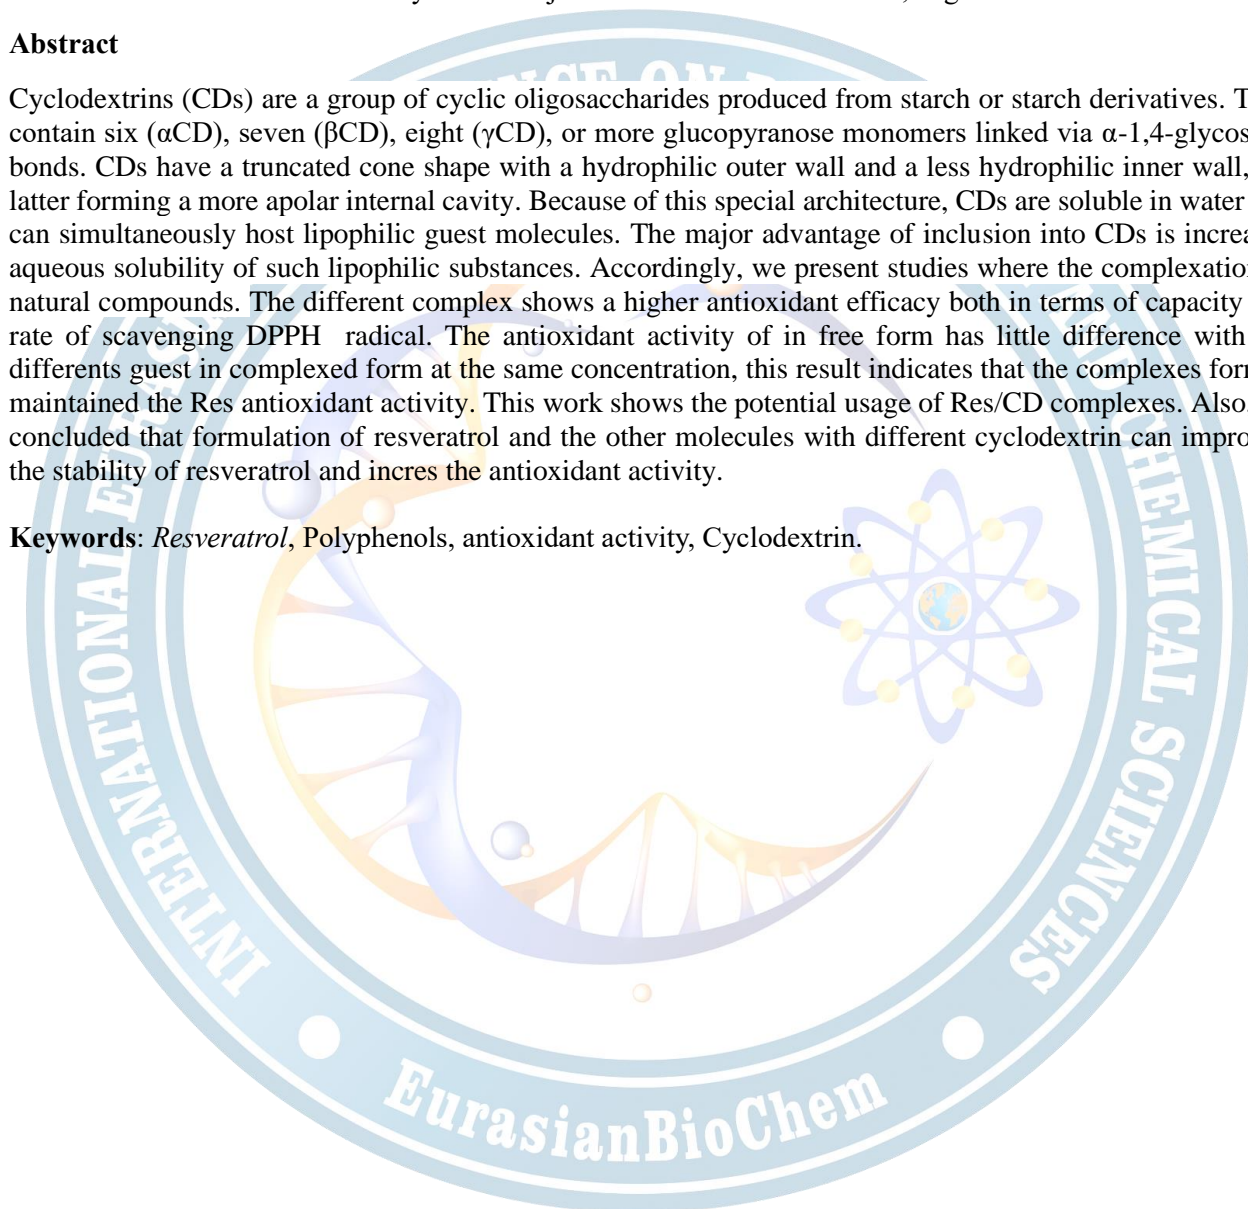 Abstract
Cyclodextrins (CDs) are a group of cyclic oligosaccharides produced from starch or starch derivatives. T
contain six (αCD), seven (βCD), eight (γCD), or more glucopyranose monomers linked via α-1,4-glycos
bonds. CDs have a truncated cone shape with a hydrophilic outer wall and a less hydrophilic inner wall,
latter forming a more apolar internal cavity. Because of this special architecture, CDs are soluble in water
can simultaneously host lipophilic guest molecules. The major advantage of inclusion into CDs is increa
aqueous solubility of such lipophilic substances. Accordingly, we present studies where the complexation
natural compounds. The different complex shows a higher antioxidant efficacy both in terms of capacity
rate of scavenging DPPH radical. The antioxidant activity of in free form has little difference with
differents guest in complexed form at the same concentration, this result indicates that the complexes form
maintained the Res antioxidant activity. This work shows the potential usage of Res/CD complexes. Also,
concluded that formulation of resveratrol and the other molecules with different cyclodextrin can impro
the stability of resveratrol and incres the antioxidant activity.
Keywords: Resveratrol, Polyphenols, antioxidant activity, Cyclodextrin.
INTERNATIONAL EURAS
CHEMICAL SCIENCES
EurasianBioChem